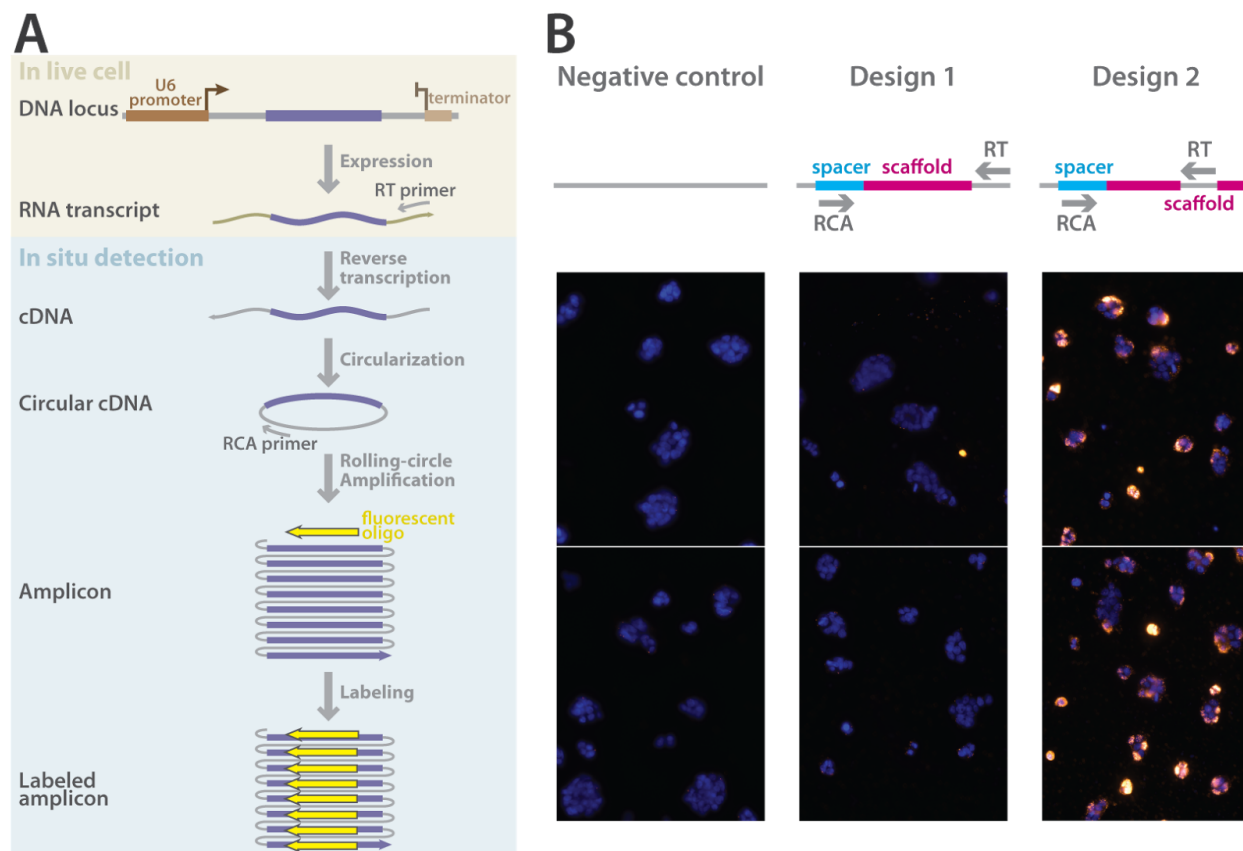 A
In live cell
U6
promoter
terminator
DNA locus
Expression
RT primer
RNA transcript
In situ detection
Reverse
transcription
cDNA
Circularization
Circular cDNA
RCA primer
Rolling-circle
Amplification
fluorescent
oligo
Amplicon
Labeling
Labeled
amplicon
B
Negative control
Design 1
Design 2
RT
spacer
scaffold
RCA
RT
spacer
scaffold
RCA